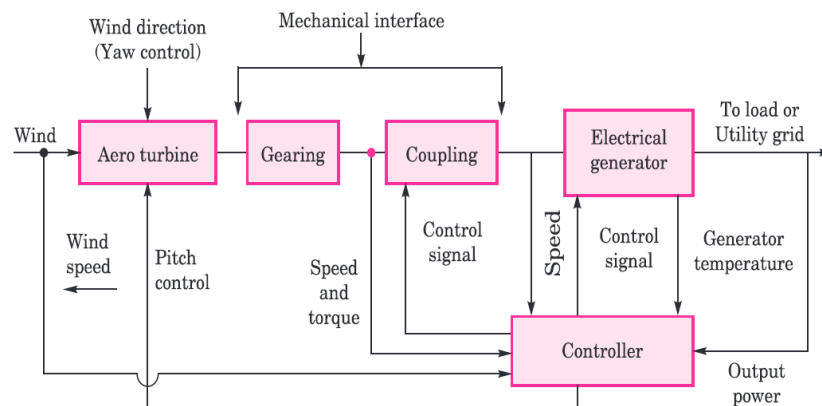 Wind direction
(Yaw control)
Mechanical interface
Wind
Aero turbine
Gearing
Coupling
Electrical
generator
To load or
Utility grid
Wind
speed
Pitch
control
Speed
and
torque
Control
signal
Speed
Control
signal
Generator
temperature
Controller
Output
power